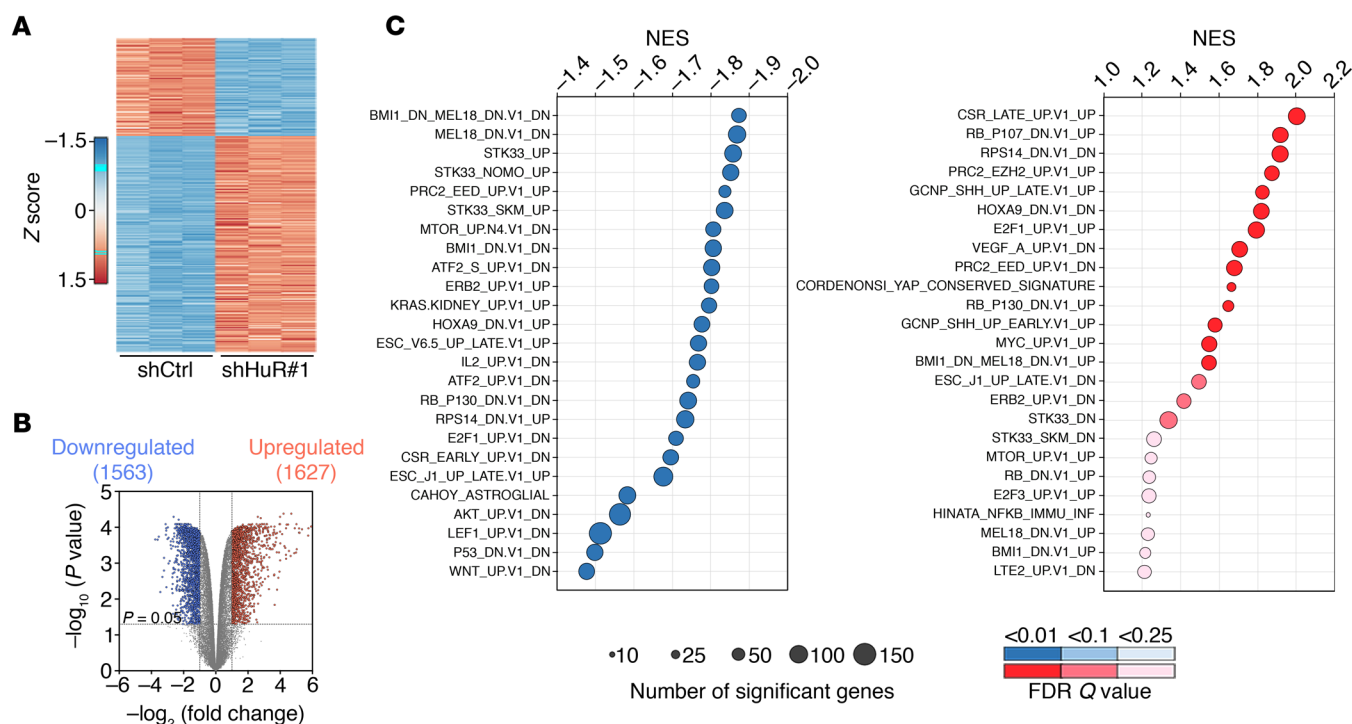 A
−1.5
0
1.5
Z score
shCtrl
shHuR#1
B
Downregulated
(1563)
Upregulated
(1627)
5
4
3
2
1
0
P = 0.05
−log10 (P value)
−6
−4
−2
0
2
4
6
−log2 (fold change)
C
NES
−1.4
−1.5
−1.6
−1.7
−1.8
−1.9
−2.0
BMI1_DN_MEL18_DN.V1_DN
MEL18_DN.V1_DN
STK33_UP
STK33_NOMO_UP
PRC2_EED_UP.V1_UP
STK33_SKM_UP
MTOR_UP.N4.V1_DN
BMI1_DN.V1_DN
ATF2_S_UP.V1_DN
ERB2_UP.V1_UP
KRAS.KIDNEY_UP.V1_UP
HOXA9_DN.V1_UP
ESC_V6.5_UP_LATE.V1_UP
IL2_UP.V1_DN
ATF2_UP.V1_DN
RB_P130_DN.V1_DN
RPS14_DN.V1_UP
E2F1_UP.V1_DN
CSR_EARLY_UP.V1_DN
ESC_J1_UP_LATE.V1_UP
CAHOY_ASTROGLIAL
AKT_UP.V1_DN
LEF1_UP.V1_DN
P53_DN.V1_DN
WNT_UP.V1_DN
NES
1.0
1.2
1.4
1.6
1.8
2.0
2.2
CSR_LATE_UP.V1_UP
RB_P107_DN.V1_UP
RPS14_DN.V1_DN
PRC2_EZH2_UP.V1_UP
GCNP_SHH_UP_LATE.V1_UP
HOXA9_DN.V1_DN
E2F1_UP.V1_UP
VEGF_A_UP.V1_DN
PRC2_EED_UP.V1_DN
CORDENONSI_YAP_CONSERVED_SIGNATURE
RB_P130_DN.V1_UP
GCNP_SHH_UP_EARLY.V1_UP
MYC_UP.V1_UP
BMI1_DN_MEL18_DN.V1_UP
ESC_J1_UP_LATE.V1_DN
ERB2_UP.V1_DN
STK33_DN
STK33_SKM_DN
MTOR_UP.V1_UP
RB_DN.V1_UP
E2F3_UP.V1_UP
HINATA_NFKB_IMMU_INF
MEL18_DN.V1_UP
BMI1_DN.V1_UP
LTE2_UP.V1_DN
10
25
50
100
150
Number of significant genes
<0.01
<0.1
<0.25
FDR Q value